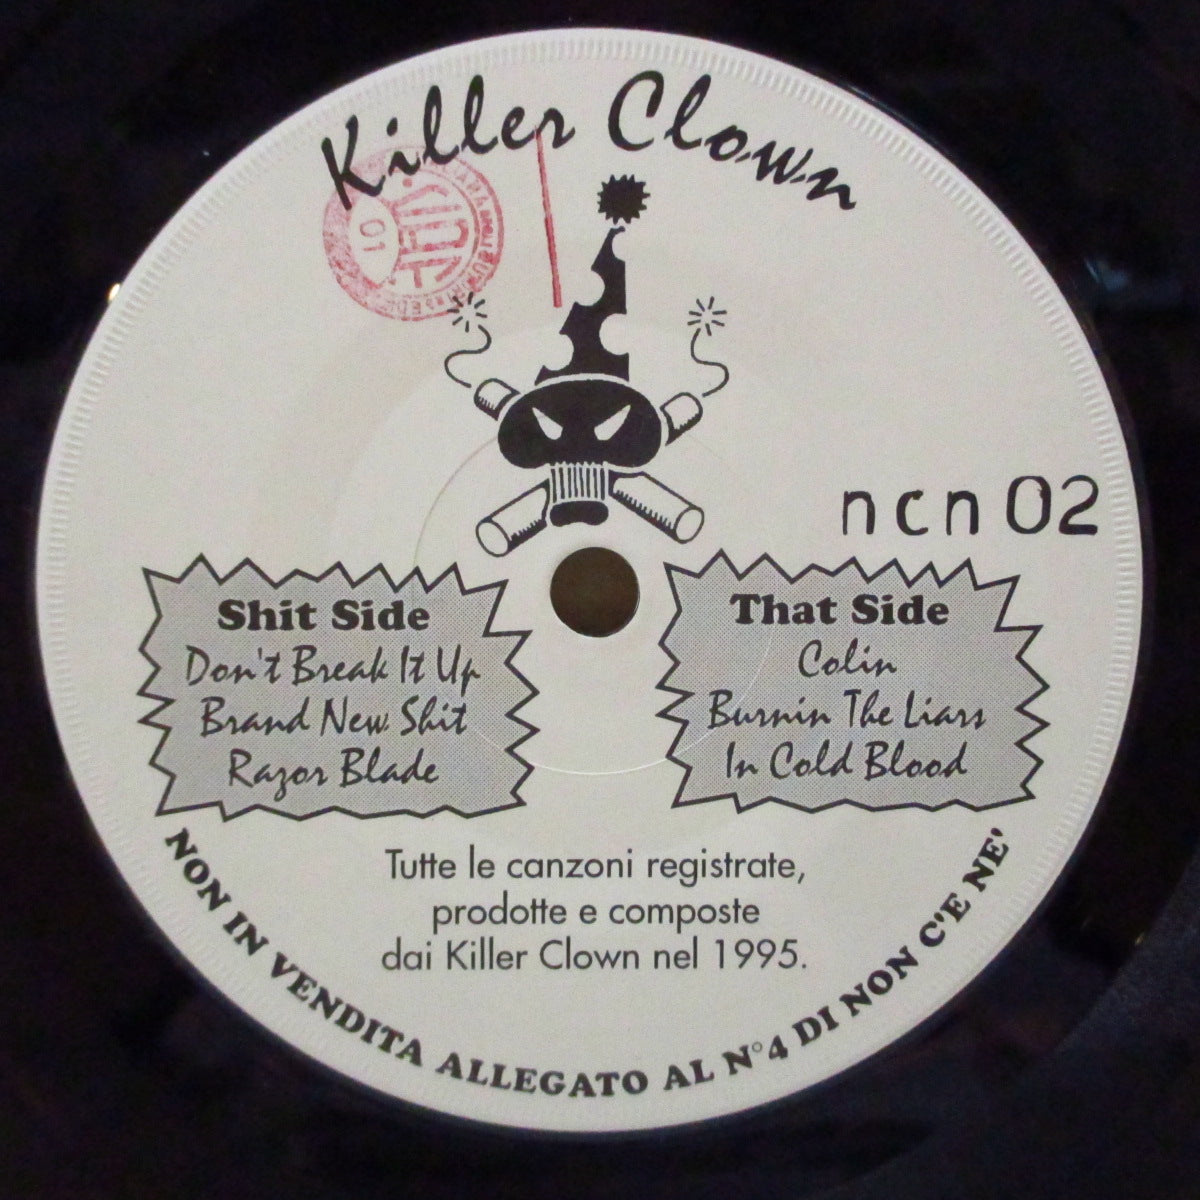 Killer Clown
01
ncn 02
Shit Side
Don't Break It Up
Brand New Shit
Razor Blade
That Side
Colin
Burnin The Liars
In Cold Blood
Tutte le canzoni registrate,
prodotte e composte
dai Killer Clown nel 1995.
NON IN VENDITA ALLEGATO AL N°4 DI NON C'E NE'